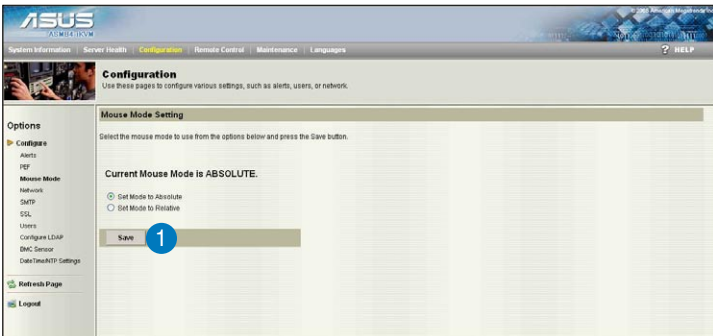 ASUS
ASMB4-iKVM
System Information
Server Health
Configuration
Remote Control
Maintenance
Languages
HELP
Configuration
Use these pages to configure various settings, such as alerts, users, or network.
Options
Configure
Alerts
PEF
Mouse Mode
Network
SMTP
SSL
Users
Configure LDAP
BMC Sensor
DateTime/NTP Settings
Refresh Page
Logout
Mouse Mode Setting
Select the mouse mode to use from the options below and press the Save button.
Current Mouse Mode is ABSOLUTE.
Set Mode to Absolute
Set Mode to Relative
Save
1